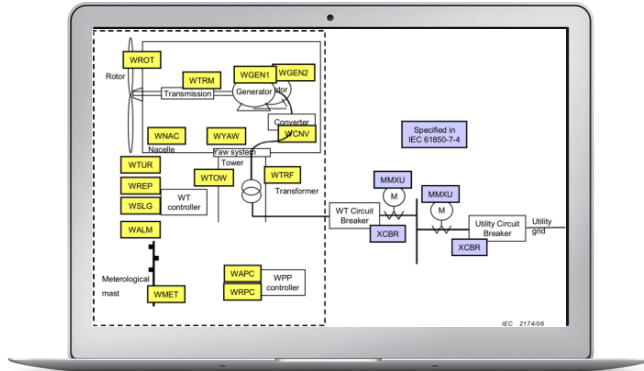 WROT
Rotor
WTRM
Transmission
WGEN1
WGEN2
Generator
ator
Converter
WCNV
WNAC
Nacelle
WYAW
Yaw system
Tower
WTUR
WREP
WSLG
WT
controller
WALM
WTOW
WTRF
Transformer
Specified in
IEC 61850-7-4
MMXU
M
MMXU
M
WT Circuit
Breaker
XCBR
Utility Circuit
Breaker
XCBR
Utility
grid
Meterological
mast
WMET
WAPC
WRPC
WPP
controller
IEC 2174/06